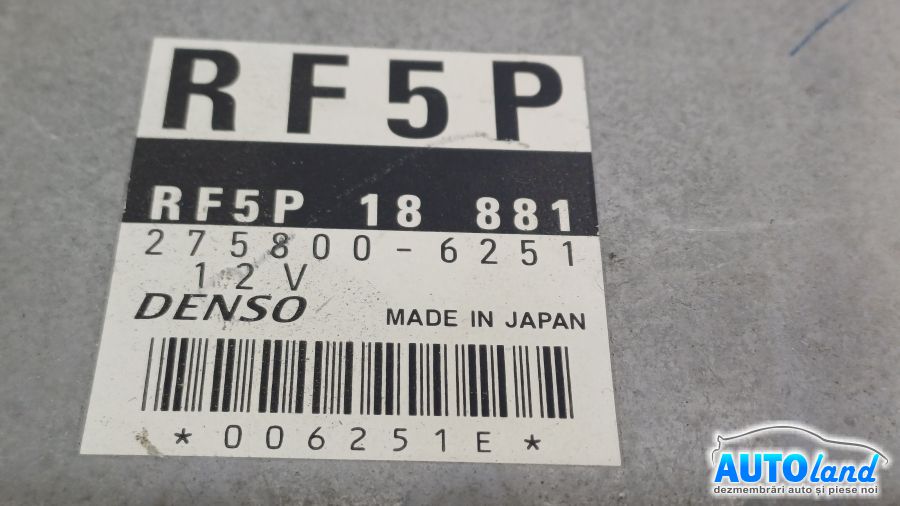 RF5P
RF5P 18 881
275800-6251
12V
DENSO MADE IN JAPAN
*006251E*
AUTOland
dezmembrări auto și piese noi